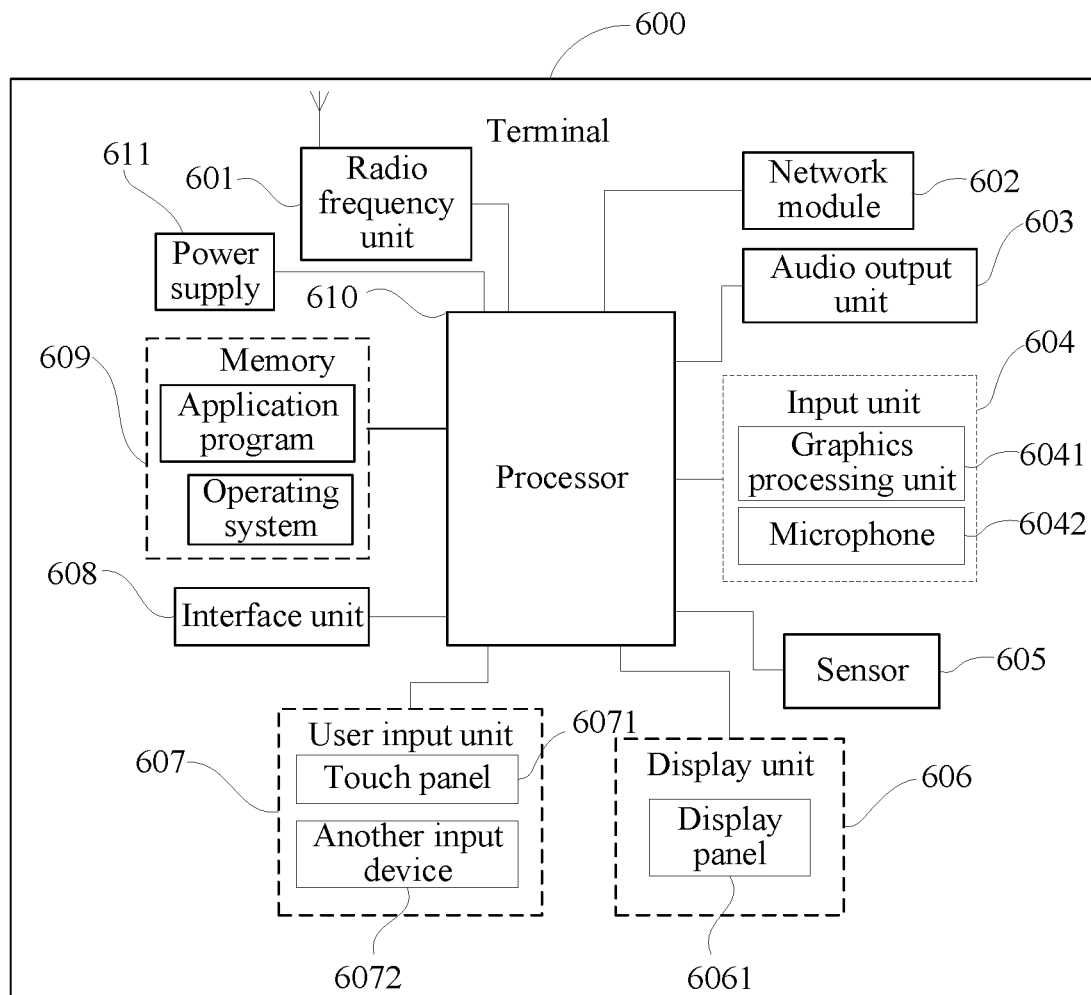 600
Terminal
611
601
Radio
frequency
unit
Network
module
602
603
Power
supply
Audio output
unit
610
609
Memory
Application
program
Operating
system
Processor
604
Input unit
Graphics
processing unit
6041
Microphone
6042
608
Interface unit
Sensor
605
607
User input unit
6071
Touch panel
Another input
device
6072
Display unit
606
Display
panel
6061